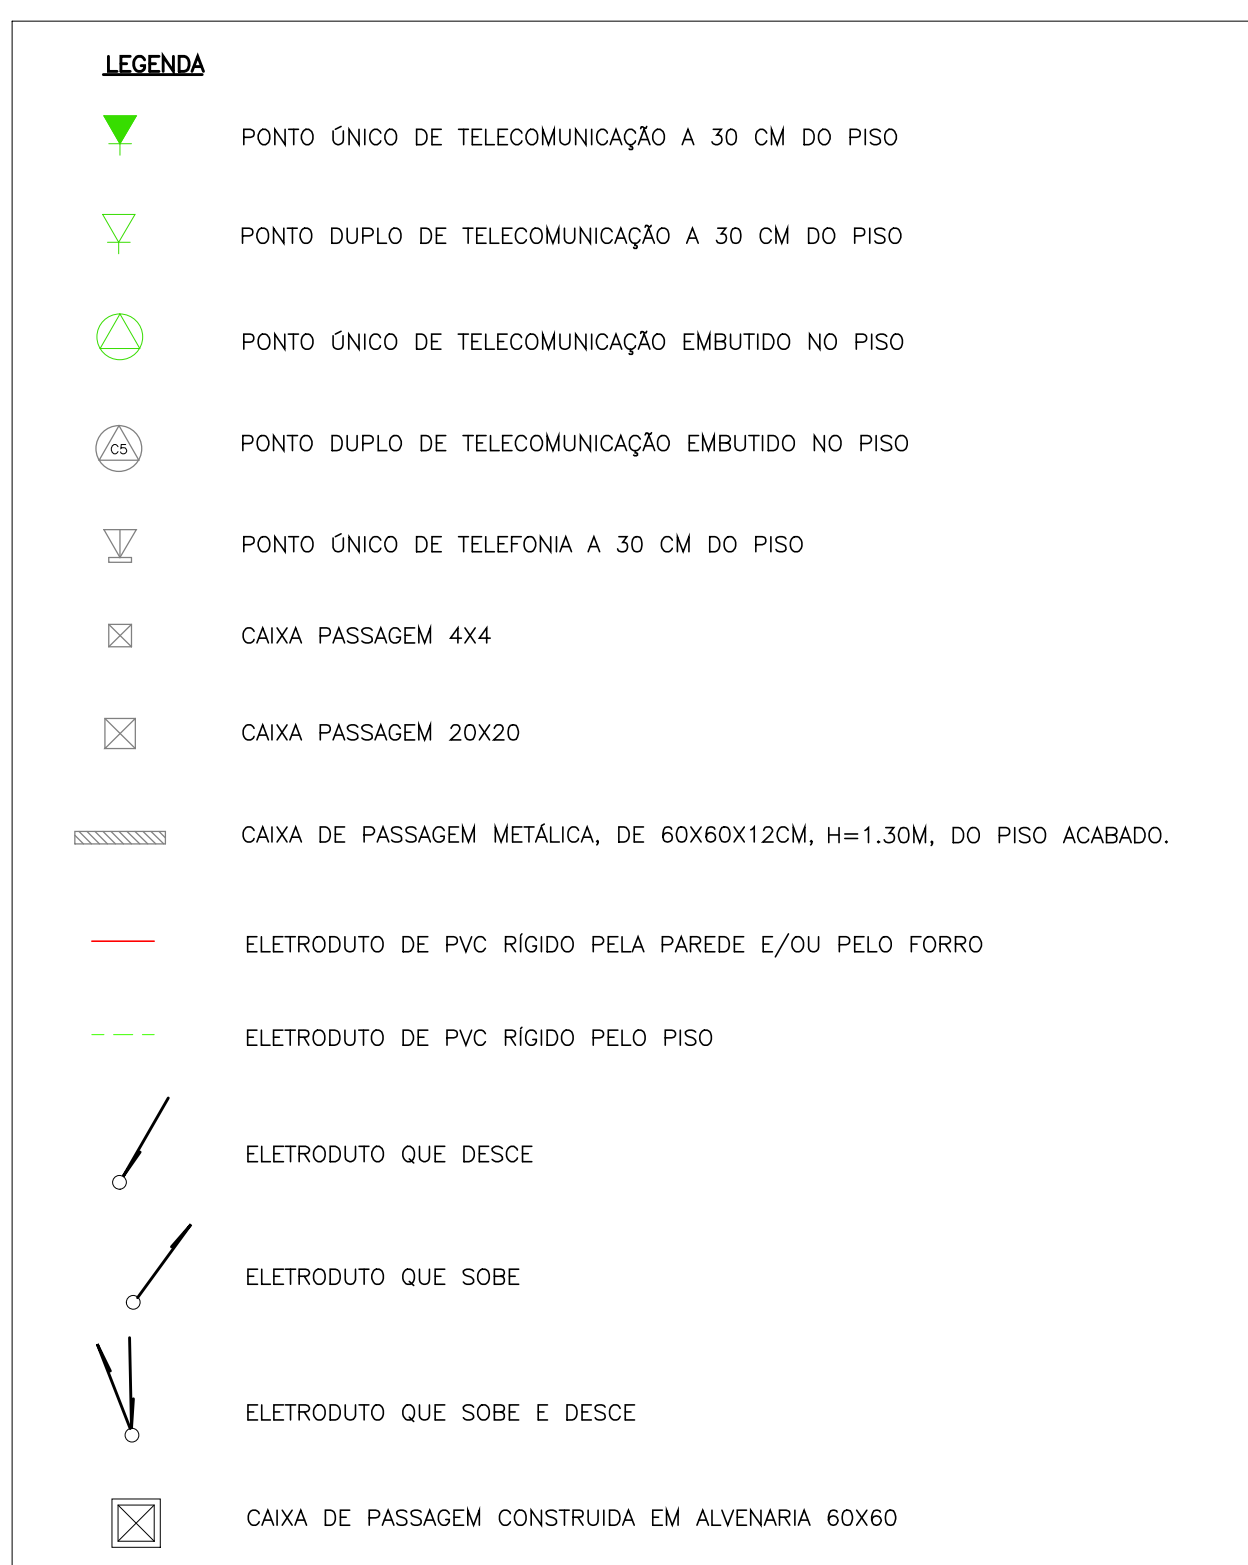 LEGENDA
PONTO ÚNICO DE TELECOMUNICAÇÃO A 30 CM DO PISO
PONTO DUPLO DE TELECOMUNICAÇÃO A 30 CM DO PISO
PONTO ÚNICO DE TELECOMUNICAÇÃO EMBUTIDO NO PISO
C5 PONTO DUPLO DE TELECOMUNICAÇÃO EMBUTIDO NO PISO
PONTO ÚNICO DE TELEFONIA A 30 CM DO PISO
CAIXA PASSAGEM 4X4
CAIXA PASSAGEM 20X20
CAIXA DE PASSAGEM METÁLICA, DE 60X60X12CM, H=1.30M, DO PISO ACABADO.
ELETRODUTO DE PVC RÍGIDO PELA PAREDE E/OU PELO FORRO
ELETRODUTO DE PVC RÍGIDO PELO PISO
ELETRODUTO QUE DESCE
ELETRODUTO QUE SOBE
ELETRODUTO QUE SOBE E DESCE
CAIXA DE PASSAGEM CONSTRUIDA EM ALVENARIA 60X60